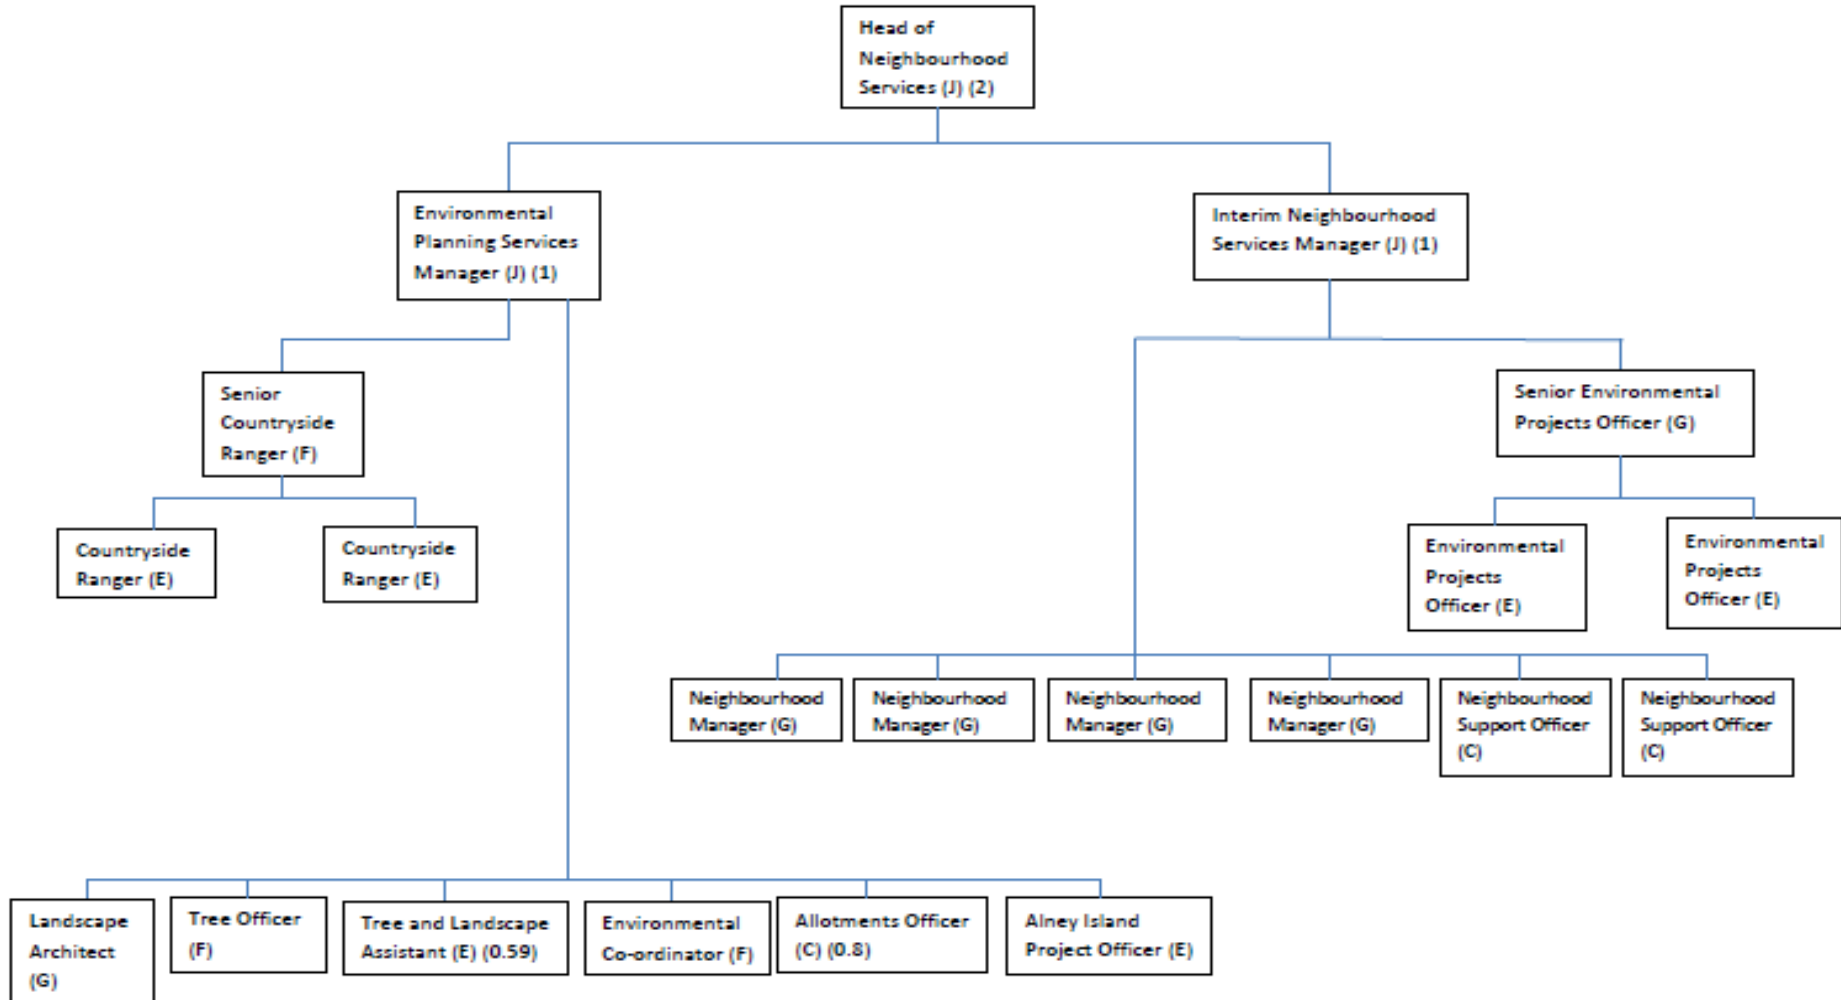 Head of
Neighbourhood
Services (J) (2)
Environmental
Planning Services
Manager (J) (1)
Interim Neighbourhood
Services Manager (J) (1)
Senior
Countryside
Ranger (F)
Senior Environmental
Projects Officer (G)
Countryside
Ranger (E)
Countryside
Ranger (E)
Environmental
Projects
Officer (E)
Environmental
Projects
Officer (E)
Neighbourhood
Manager (G)
Neighbourhood
Manager (G)
Neighbourhood
Manager (G)
Neighbourhood
Manager (G)
Neighbourhood
Support Officer
(C)
Neighbourhood
Support Officer
(C)
Landscape
Architect
(G)
Tree Officer
(F)
Tree and Landscape
Assistant (E) (0.59)
Environmental
Co-ordinator (F)
Allotments Officer
(C) (0.8)
Alney Island
Project Officer (E)